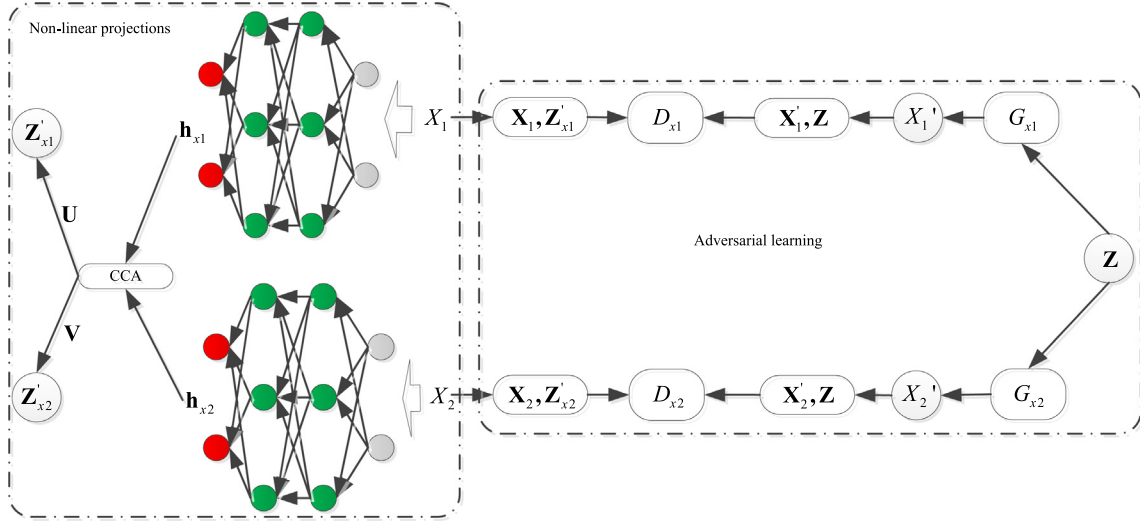 Non-linear projections
Z'x1
U
CCA
V
Z'x2
hx1
hx2
X1
X2
X1, Z'x1
Dx1
X'1, Z
X1'
Gx1
Adversarial learning
Z
X2, Z'x2
Dx2
X'2, Z
X2'
Gx2